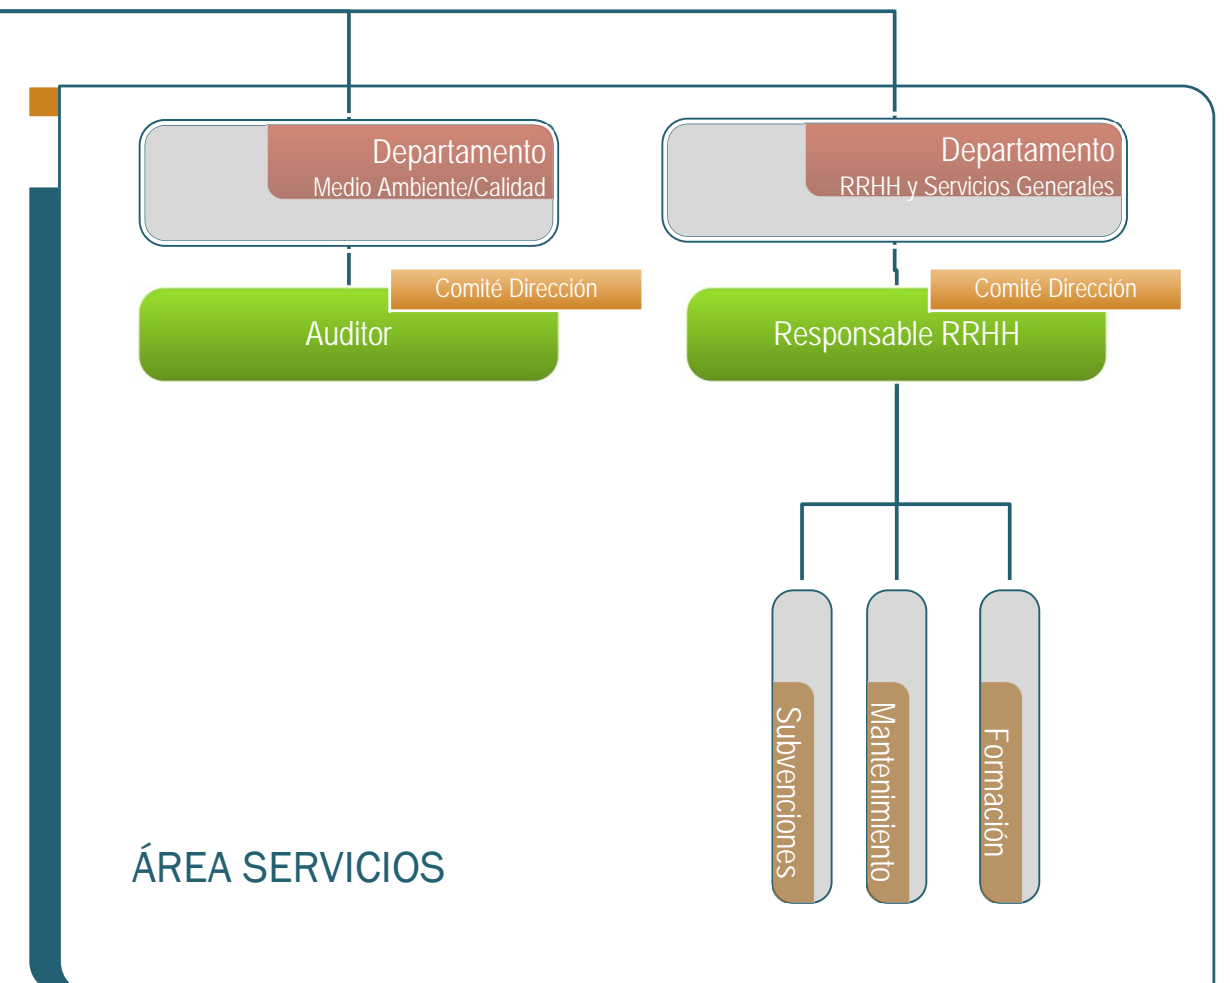 Departamento
Medio Ambiente/Calidad
Departamento
RRHH y Servicios Generales
Comité Dirección
Auditor
Comité Dirección
Responsable RRHH
Subvenciones
Mantenimiento
Formación
ÁREA SERVICIOS